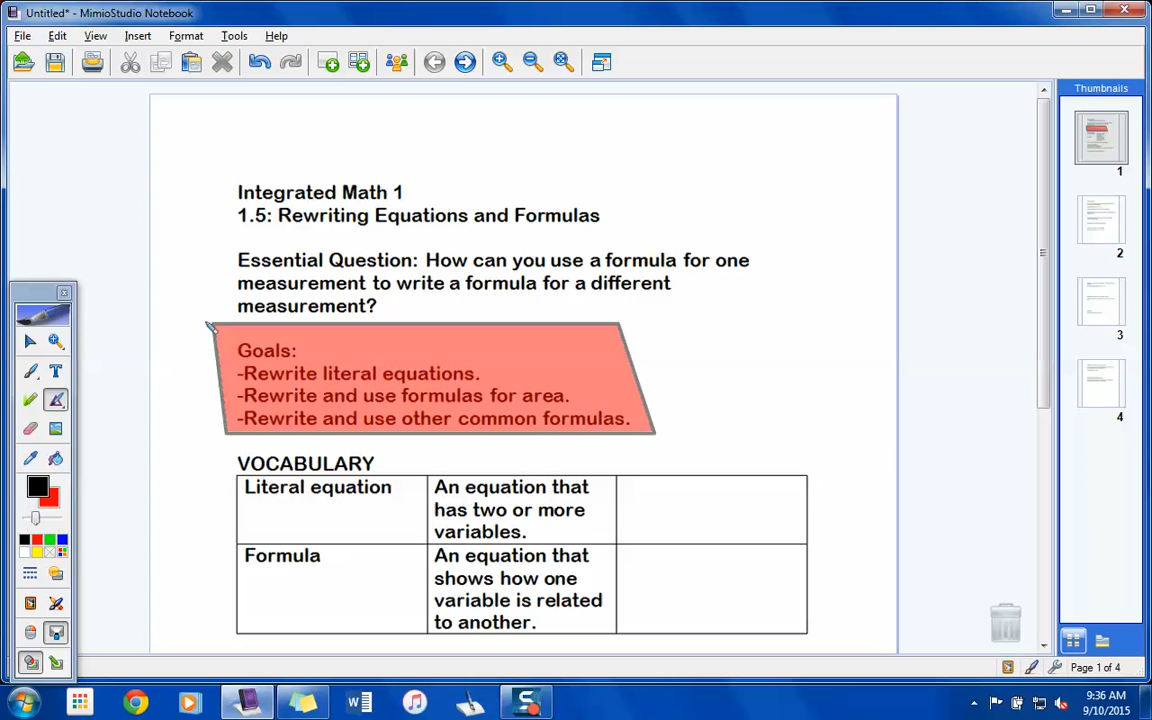 Untitled* - MimioStudio Notebook
File Edit View Insert Format Tools Help
Thumbnails
Integrated Math 1
1.5: Rewriting Equations and Formulas
Essential Question: How can you use a formula for one
measurement to write a formula for a different
measurement?
Goals:
-Rewrite literal equations.
-Rewrite and use formulas for area.
-Rewrite and use other common formulas.
VOCABULARY
Literal equation
An equation that
has two or more
variables.
Formula
An equation that
shows how one
variable is related
to another.
1
2
3
4
Page 1 of 4
9:36 AM
9/10/2015